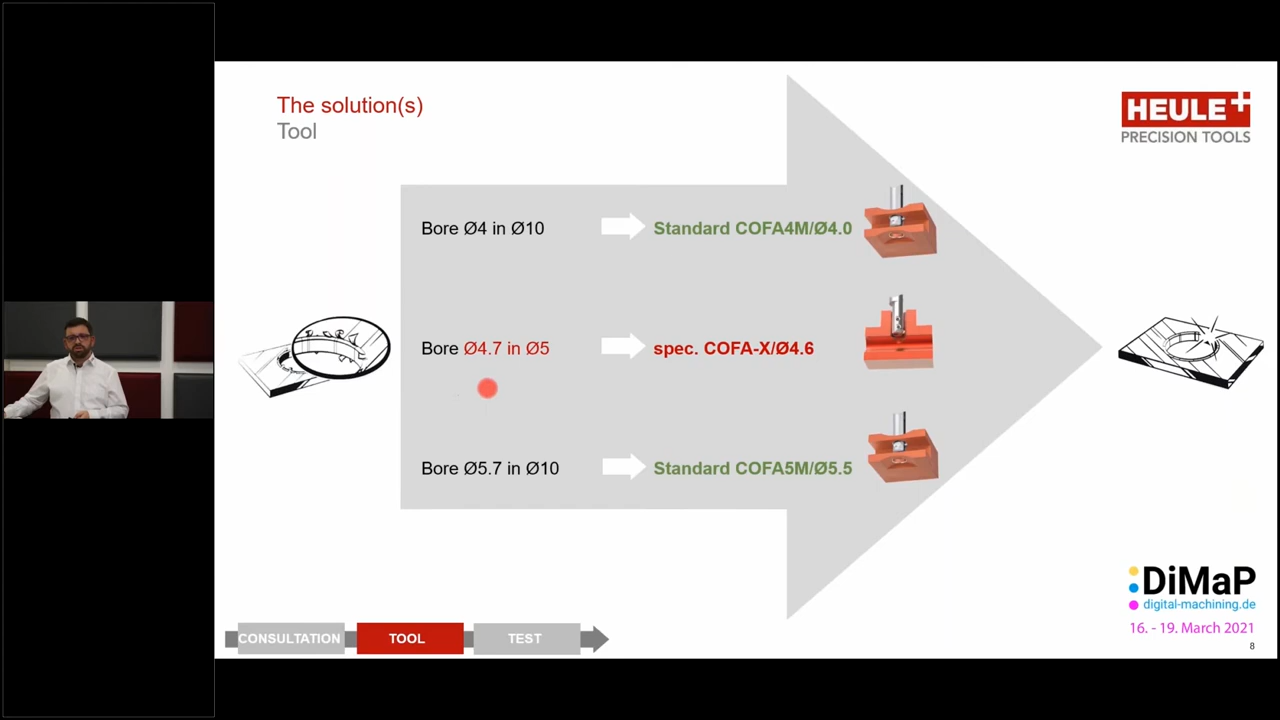 The solution(s)
Tool
HEULE
PRECISION TOOLS
Bore Ø4 in Ø10
Standard COFA4M/Ø4.0
Bore Ø4.7 in Ø5
spec. COFA-X/Ø4.6
Bore Ø5.7 in Ø10
Standard COFA5M/Ø5.5
DiMaP
digital-machining.de
16. - 19. March 2021
CONSULTATION
TOOL
TEST
8